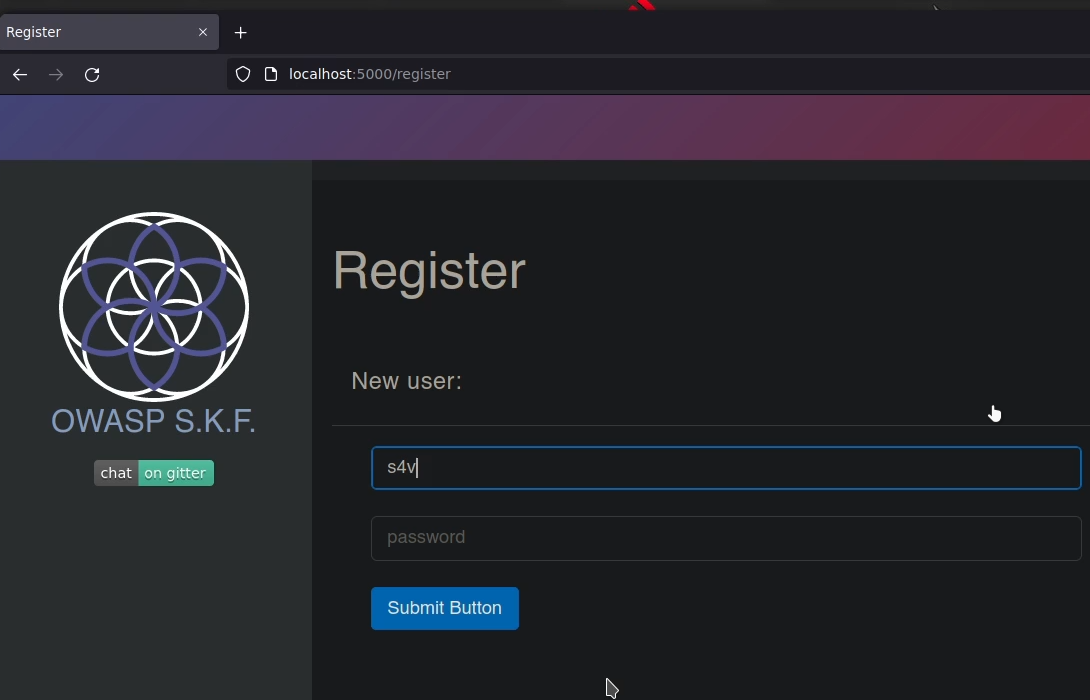 Register
localhost:5000/register
Register
New user:
OWASP S.K.F.
s4v
chat on gitter
password
Submit Button